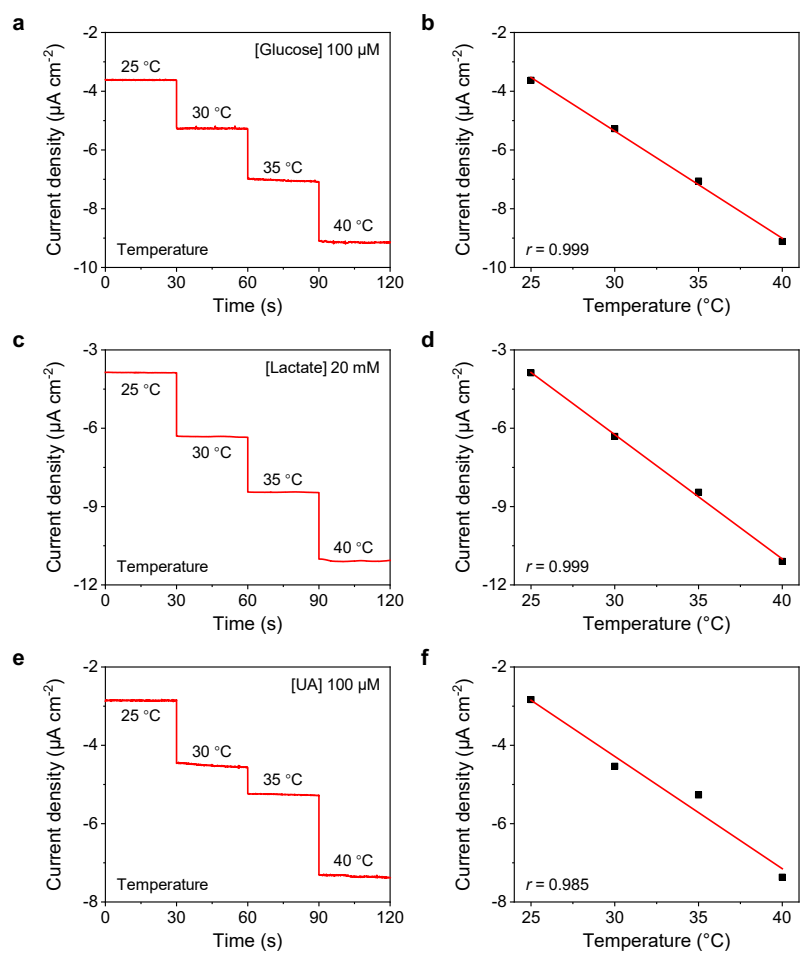 a
Current density (µA cm-2)
-2
-4
-6
-8
-10
25 °C
[Glucose] 100 µM
30 °C
35 °C
40 °C
Temperature
0 30 60 90 120
Time (s)
b
Current density (µA cm-2)
-2
-4
-6
-8
-10
r = 0.999
25 30 35 40
Temperature (°C)
c
Current density (µA cm-2)
-3
-6
-9
-12
[Lactate] 20 mM
25 °C
30 °C
35 °C
40 °C
Temperature
0 30 60 90 120
Time (s)
d
Current density (µA cm-2)
-3
-6
-9
-12
r = 0.999
25 30 35 40
Temperature (°C)
e
Current density (µA cm-2)
-2
-4
-6
-8
[UA] 100 µM
25 °C
30 °C
35 °C
40 °C
Temperature
0 30 60 90 120
Time (s)
f
Current density (µA cm-2)
-2
-4
-6
-8
r = 0.985
25 30 35 40
Temperature (°C)